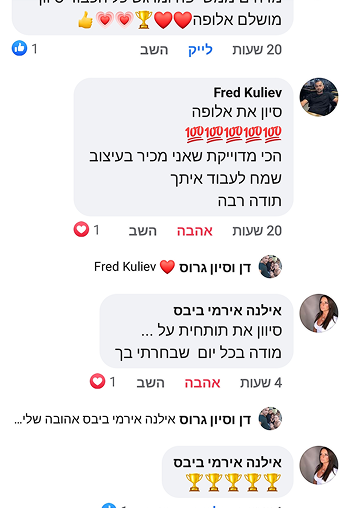 מושלם אלופה❤️❤️🏆💗💗👍
20 שעות לייק השב 1
Fred Kuliev
סיון את אלופה
💯💯💯💯💯
הכי מדוייקת שאני מכיר בעיצוב
שמח לעבוד איתך
תודה רבה
20 שעות אהבה השב 1
דן וסיון גרוס ❤️ Fred Kuliev
אילנה אירמי ביבס
סיוון את תותחית על ...
מודה בכל יום שבחרתי בך
4 שעות אהבה השב 1
דן וסיון גרוס אילנה אירמי ביבס אהובה שלי...
אילנה אירמי ביבס
🏆🏆🏆🏆🏆